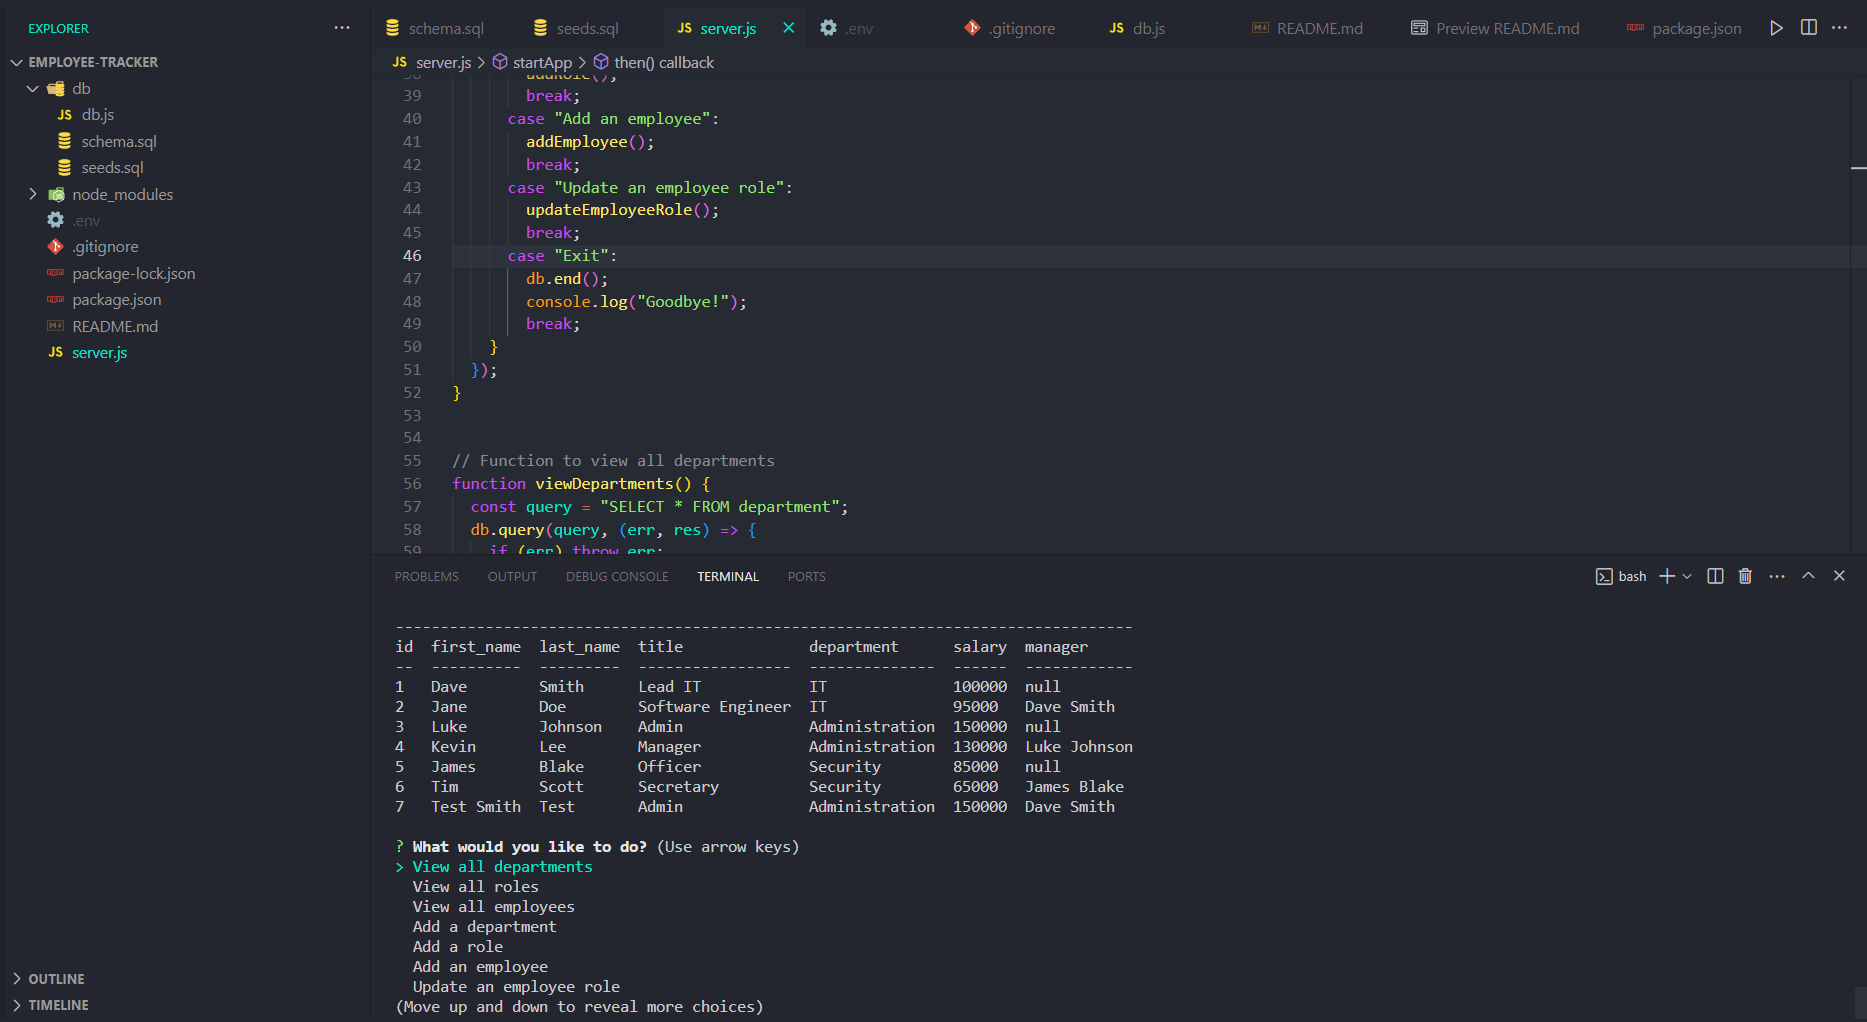 EXPLORER
EMPLOYEE-TRACKER
db
db.js
schema.sql
seeds.sql
node_modules
.env
.gitignore
package-lock.json
package.json
README.md
server.js
OUTLINE
TIMELINE
schema.sql seeds.sql server.js .env .gitignore db.js README.md Preview README.md package.json
server.js > startApp > then() callback
38 addRole();
39 break;
40 case "Add an employee":
41 addEmployee();
42 break;
43 case "Update an employee role":
44 updateEmployeeRole();
45 break;
46 case "Exit":
47 db.end();
48 console.log("Goodbye!");
49 break;
50 }
51 });
52 }
53
54
55 // Function to view all departments
56 function viewDepartments() {
57 const query = "SELECT * FROM department";
58 db.query(query, (err, res) => {
59 if (err) throw err;
PROBLEMS OUTPUT DEBUG CONSOLE TERMINAL PORTS bash
----------------------------------------------------------------------------------
id first_name last_name title department salary manager
-- ---------- --------- ----------------- -------------- ------ ------------
1 Dave Smith Lead IT IT 100000 null
2 Jane Doe Software Engineer IT 95000 Dave Smith
3 Luke Johnson Admin Administration 150000 null
4 Kevin Lee Manager Administration 130000 Luke Johnson
5 James Blake Officer Security 85000 null
6 Tim Scott Secretary Security 65000 James Blake
7 Test Smith Test Admin Administration 150000 Dave Smith
? What would you like to do? (Use arrow keys)
> View all departments
View all roles
View all employees
Add a department
Add a role
Add an employee
Update an employee role
(Move up and down to reveal more choices)